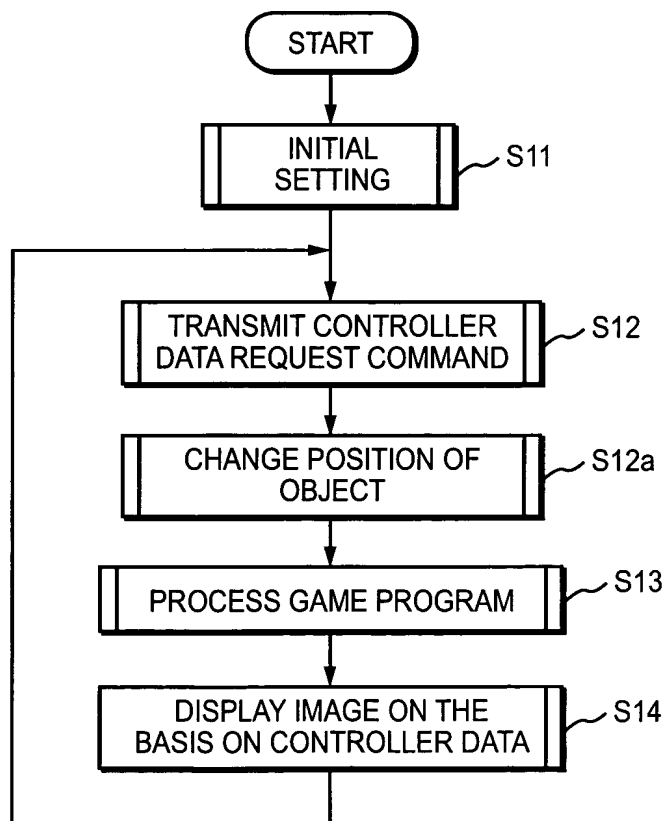 START
INITIAL
SETTING
S11
TRANSMIT CONTROLLER
DATA REQUEST COMMAND
S12
CHANGE POSITION OF
OBJECT
S12a
PROCESS GAME PROGRAM
S13
DISPLAY IMAGE ON THE
BASIS ON CONTROLLER DATA
S14